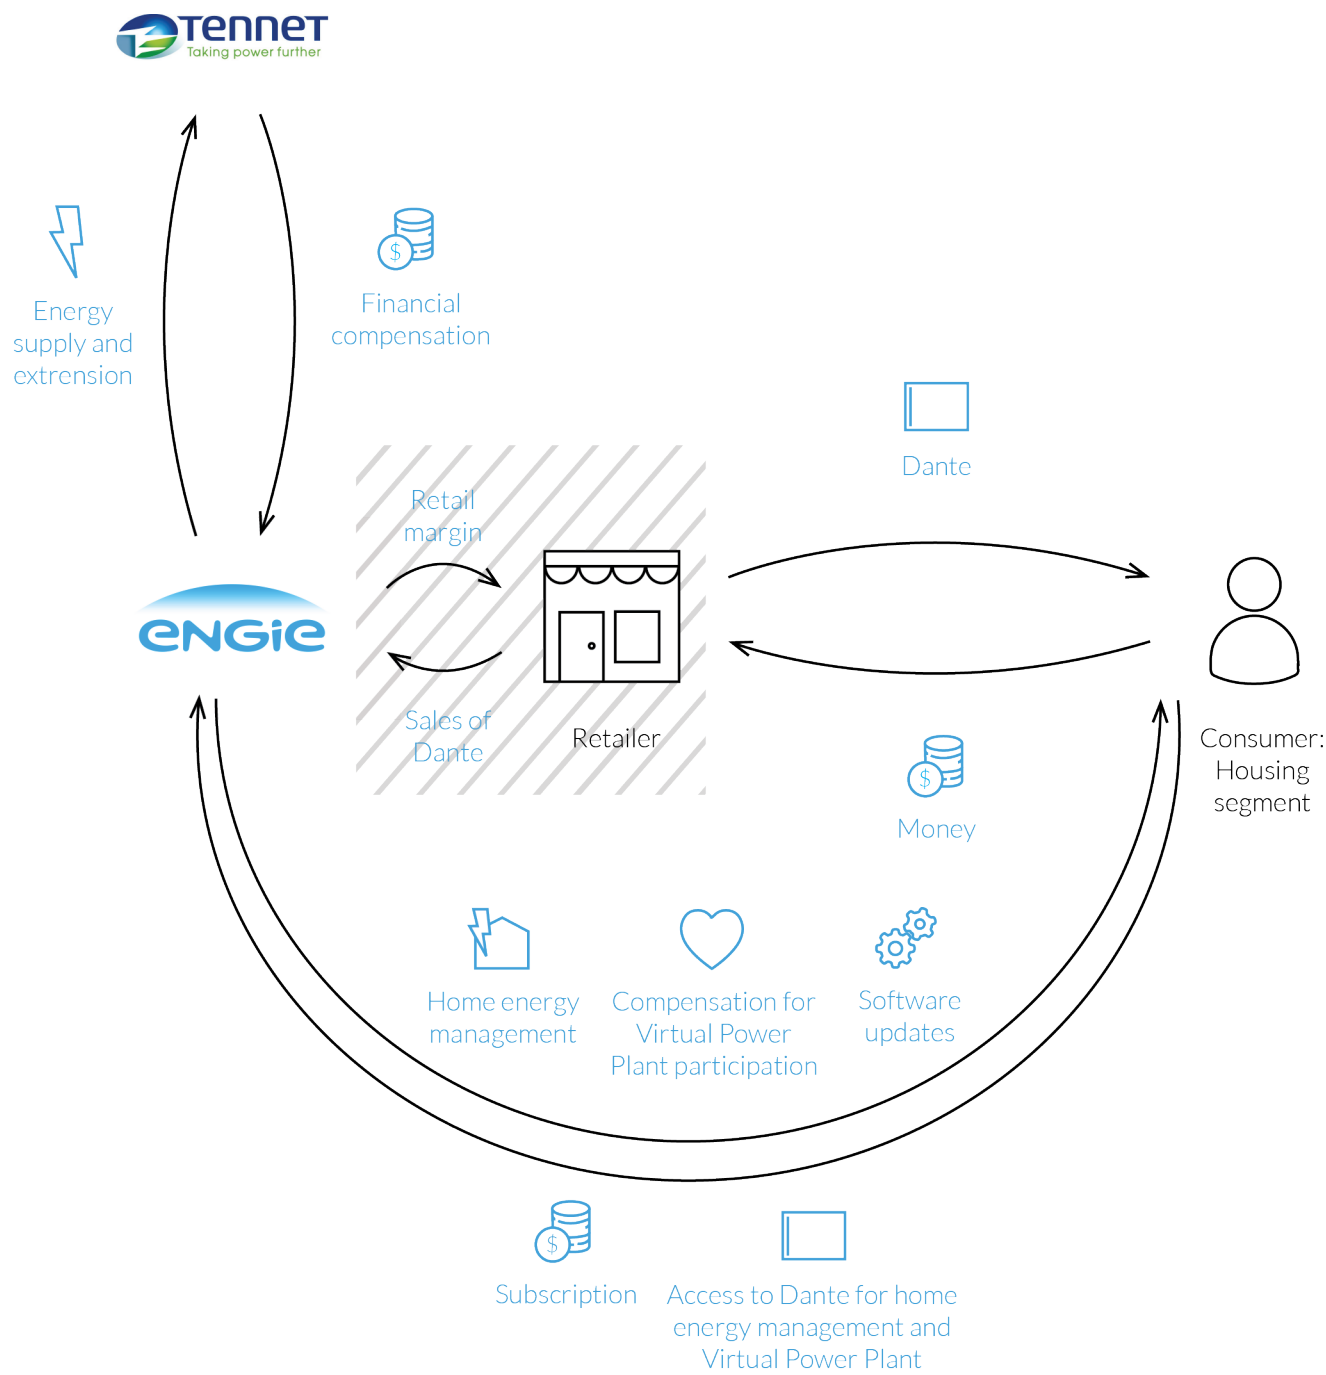 TENNET
Taking power further
Energy
supply and
extrension
$
Financial
compensation
Dante
Retail
margin
ENGIE
Sales of
Dante
Retailer
Consumer:
Housing
segment
$
Money
Home energy
management
Compensation for
Virtual Power
Plant participation
Software
updates
$
Subscription
Access to Dante for home
energy management and
Virtual Power Plant